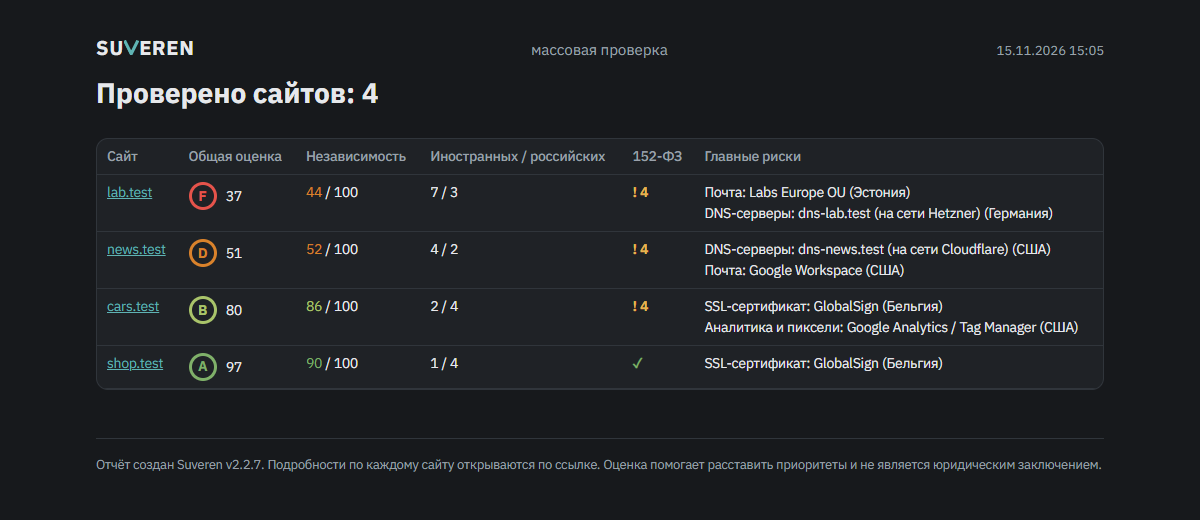 SUVEREN
массовая проверка
15.11.2026 15:05
Проверено сайтов: 4
Сайт Общая оценка Независимость Иностранных / российских 152-ФЗ Главные риски
lab.test F 37 44 / 100 7 / 3 ! 4 Почта: Labs Europe OU (Эстония)
DNS-серверы: dns-lab.test (на сети Hetzner) (Германия)
news.test D 51 52 / 100 4 / 2 ! 4 DNS-серверы: dns-news.test (на сети Cloudflare) (США)
Почта: Google Workspace (США)
cars.test B 80 86 / 100 2 / 4 ! 4 SSL-сертификат: GlobalSign (Бельгия)
Аналитика и пиксели: Google Analytics / Tag Manager (США)
shop.test A 97 90 / 100 1 / 4 ✓ SSL-сертификат: GlobalSign (Бельгия)
Отчёт создан Suveren v2.2.7. Подробности по каждому сайту открываются по ссылке. Оценка помогает расставить приоритеты и не является юридическим заключением.